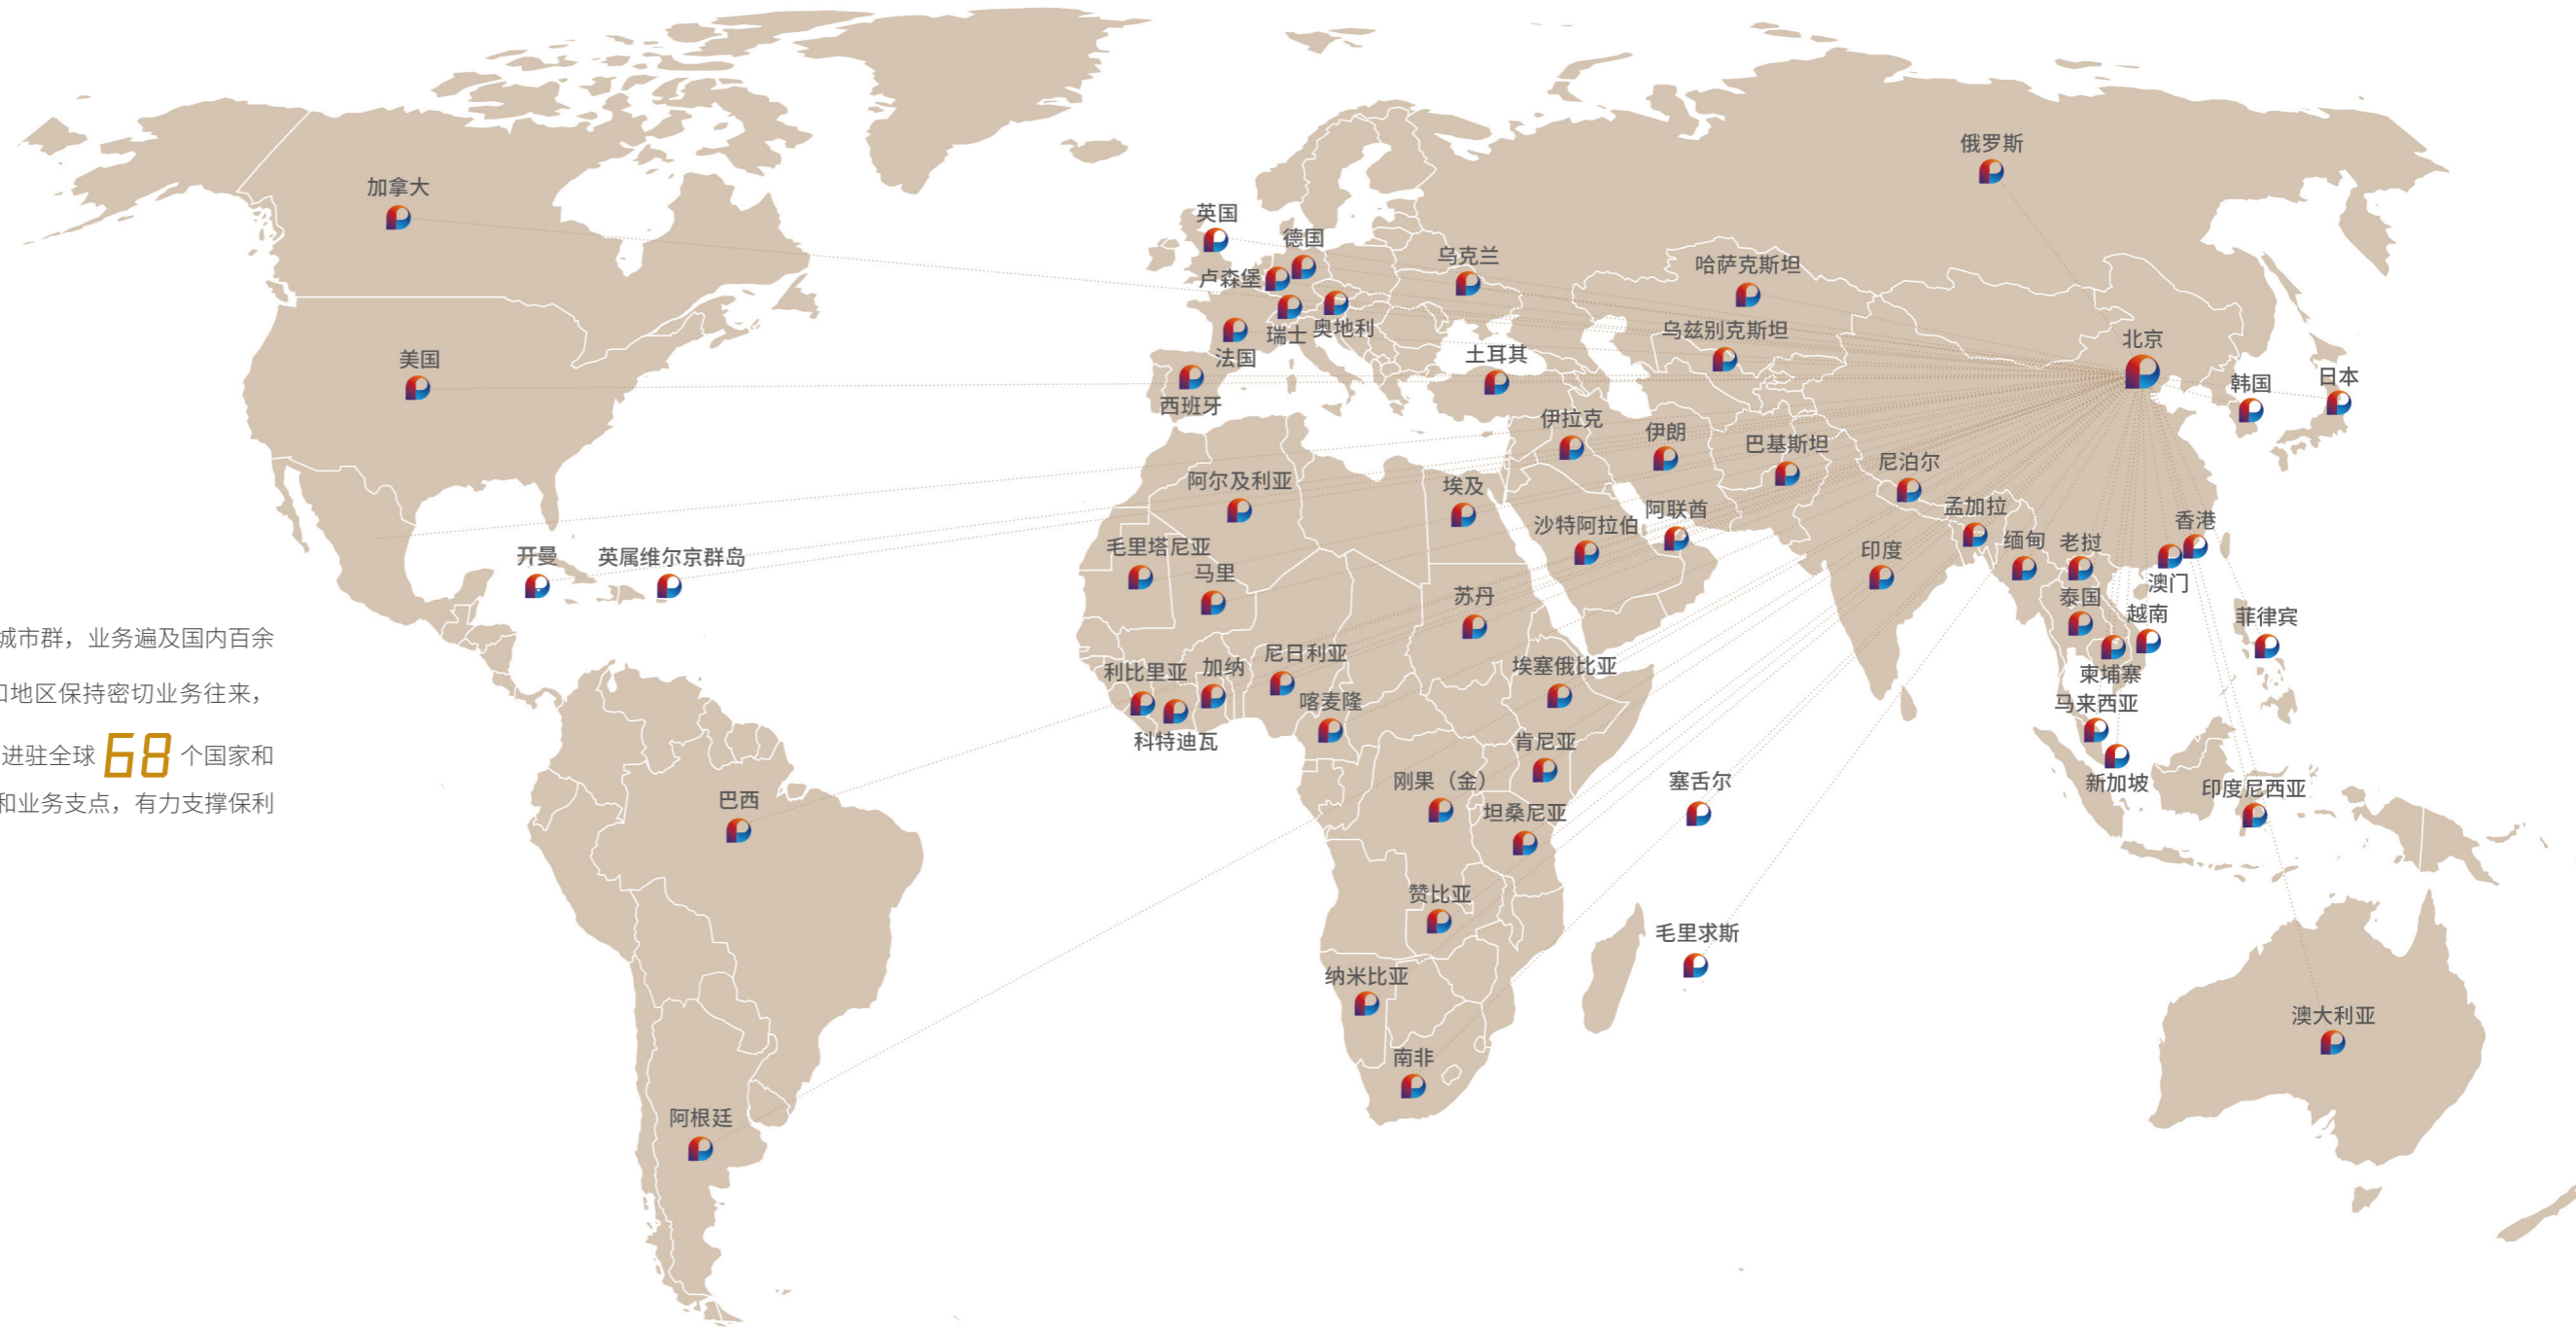 俄罗斯
加拿大
英国
德国
乌克兰
哈萨克斯坦
卢森堡
瑞士
奥地利
乌兹别克斯坦
北京
美国
法国
土耳其
韩国
日本
西班牙
伊拉克
伊朗
巴基斯坦
尼泊尔
阿尔及利亚
埃及
沙特阿拉伯
阿联酋
孟加拉
香港
毛里塔尼亚
开曼
英属维尔京群岛
马里
印度
缅甸
老挝
澳门
苏丹
泰国
越南
菲律宾
城市群，业务遍及国内百余
和地区保持密切业务往来，
进驻全球 68 个国家和
和业务支点，有力支撑保利
利比里亚
加纳
尼日利亚
埃塞俄比亚
柬埔寨
喀麦隆
马来西亚
科特迪瓦
肯尼亚
刚果（金）
塞舌尔
新加坡
印度尼西亚
巴西
坦桑尼亚
赞比亚
毛里求斯
纳米比亚
澳大利亚
南非
阿根廷